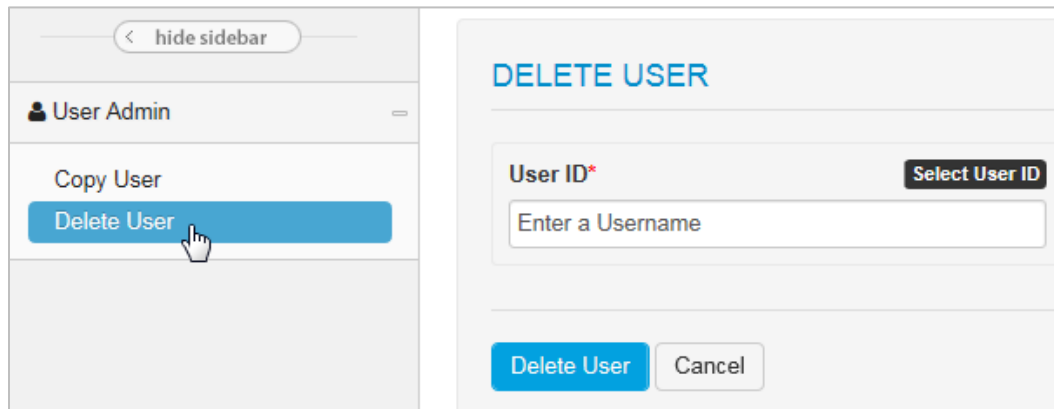 hide sidebar
User Admin
Copy User
Delete User
DELETE USER
User ID*
Select User ID
Enter a Username
Delete User
Cancel